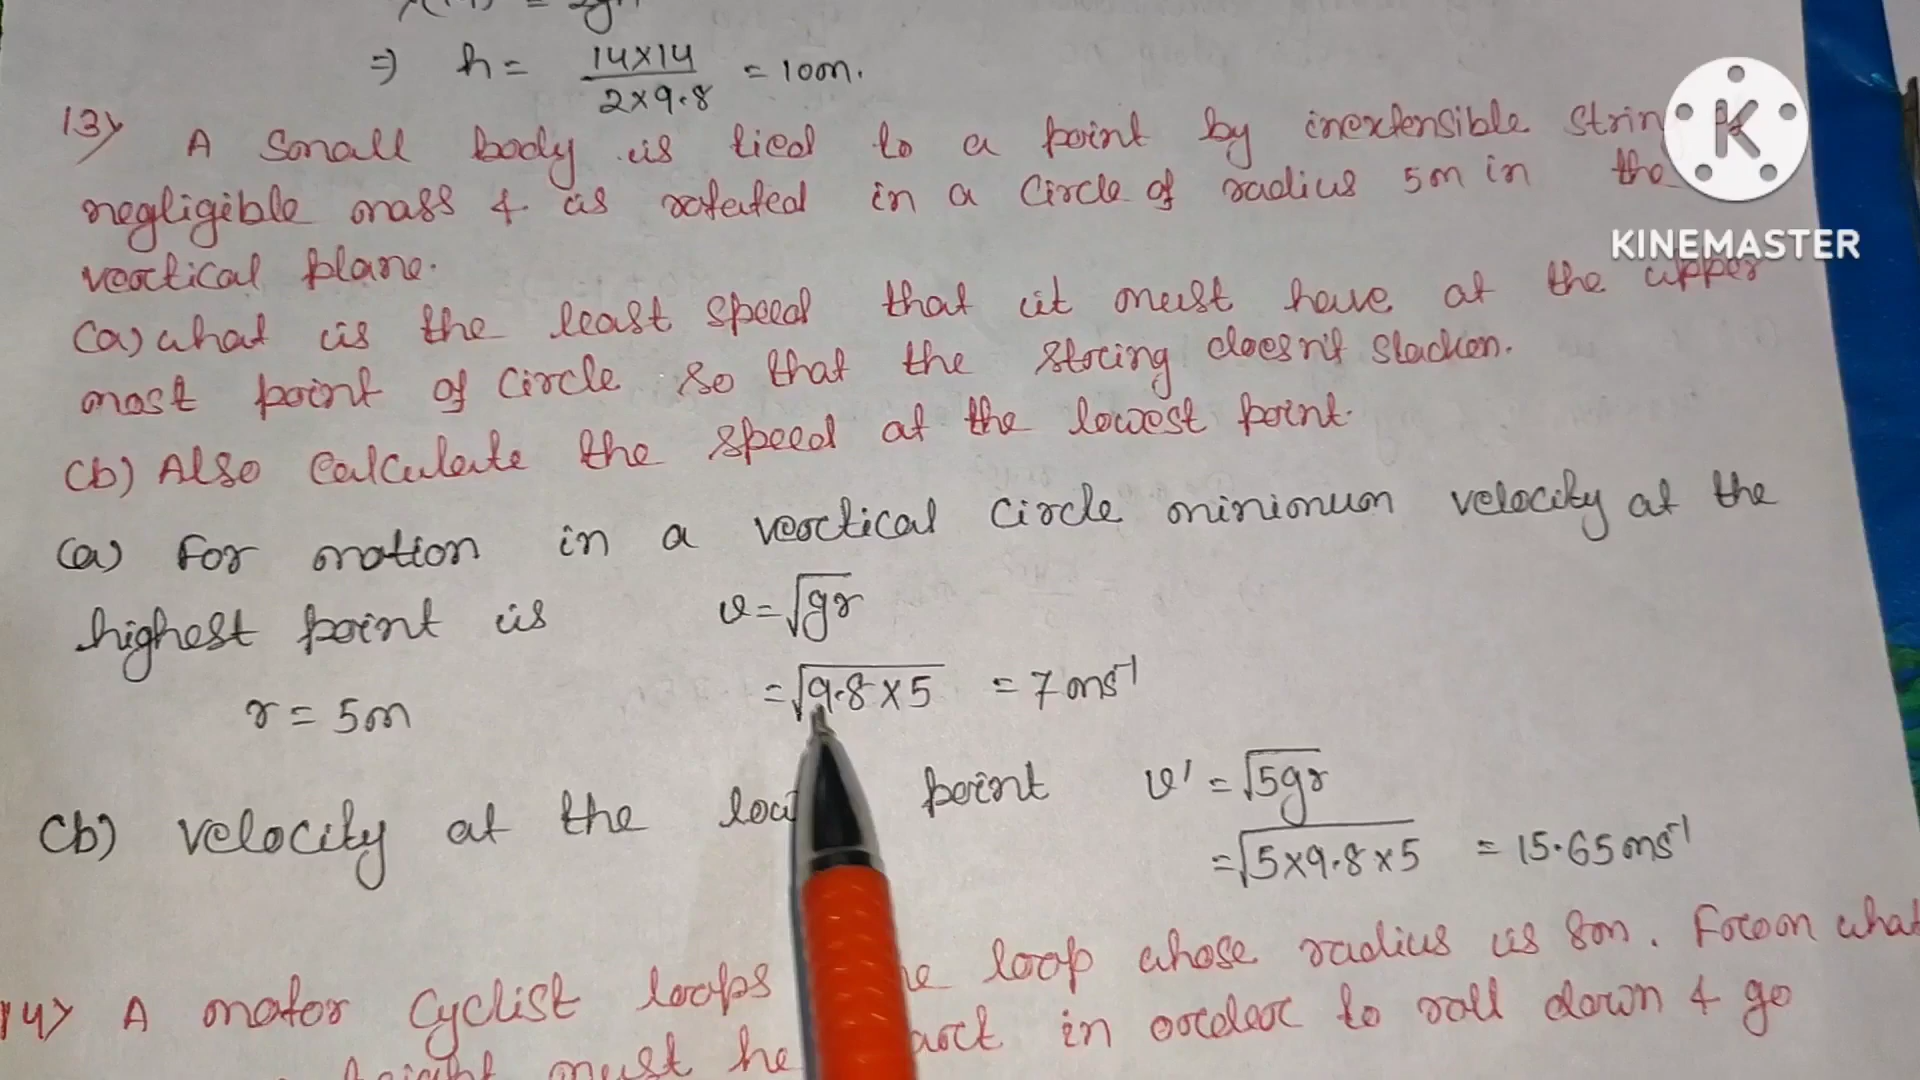 ⇒ h = 14×14 / 2×9.8 = 10m.
13) A small body is tied to a point by inextensible string
negligible mass & is rotated in a circle of radius 5m in the
vertical plane.
(a) what is the least speed that it must have at the upper
most point of circle so that the string doesn't slacken.
(b) Also calculate the speed at the lowest point.
(a) For motion in a vertical circle minimum velocity at the
highest point is v = √gr
r = 5m = √9.8×5 = 7ms⁻¹
(b) velocity at the point v' = √5gr
= √5×9.8×5 = 15.65ms⁻¹
14) A motor cyclist loops loop whose radius is 8m. From what
must he in order to roll down & go
K
KINEMASTER